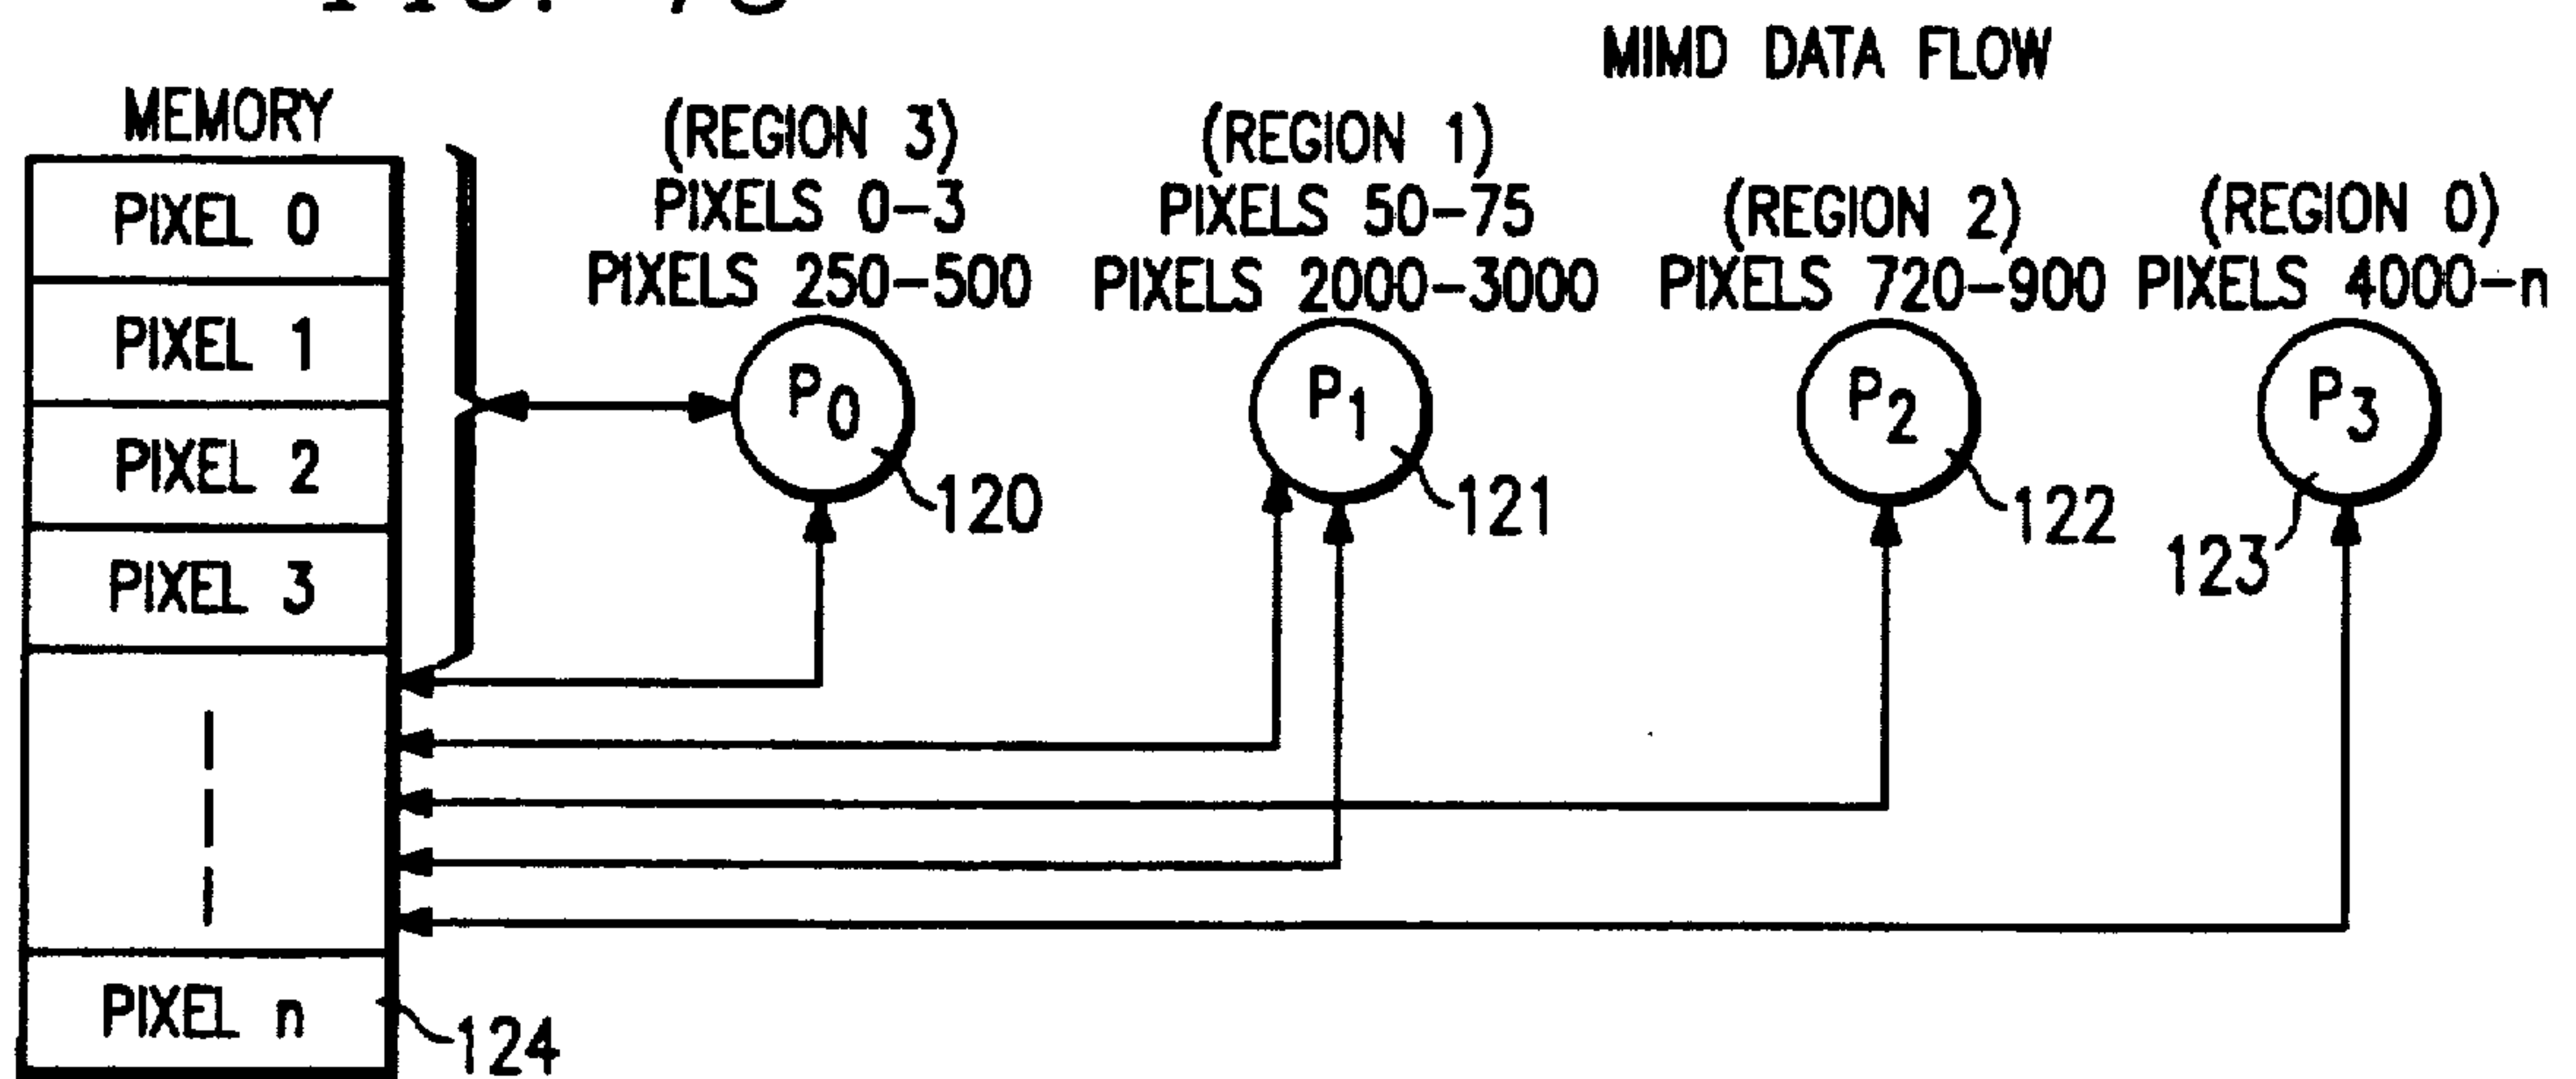 MIMD DATA FLOW
MEMORY
PIXEL 0
PIXEL 1
PIXEL 2
PIXEL 3
PIXEL n
124
(REGION 3)
PIXELS 0-3
PIXELS 250-500
P0
120
(REGION 1)
PIXELS 50-75
PIXELS 2000-3000
P1
121
(REGION 2)
PIXELS 720-900
P2
122
(REGION 0)
PIXELS 4000-n
P3
123